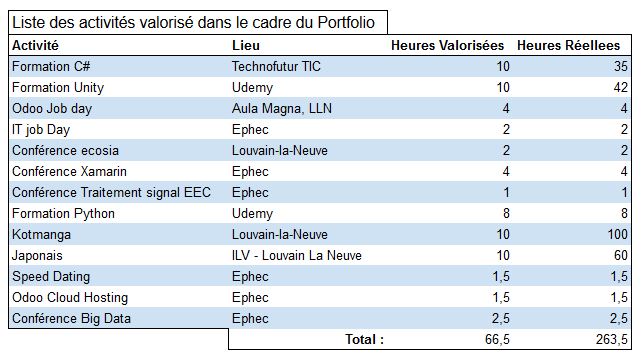 Liste des activités valorisé dans le cadre du Portfolio
Activité Lieu Heures Valorisées Heures Réellees
Formation C# Technofutur TIC 10 35
Formation Unity Udemy 10 42
Odoo Job day Aula Magna, LLN 4 4
IT job Day Ephec 2 2
Conférence ecosia Louvain-la-Neuve 2 2
Conférence Xamarin Ephec 4 4
Conférence Traitement signal EEC Ephec 1 1
Formation Python Udemy 8 8
Kotmanga Louvain-la-Neuve 10 100
Japonais ILV - Louvain La Neuve 10 60
Speed Dating Ephec 1,5 1,5
Odoo Cloud Hosting Ephec 1,5 1,5
Conférence Big Data Ephec 2,5 2,5
Total : 66,5 263,5